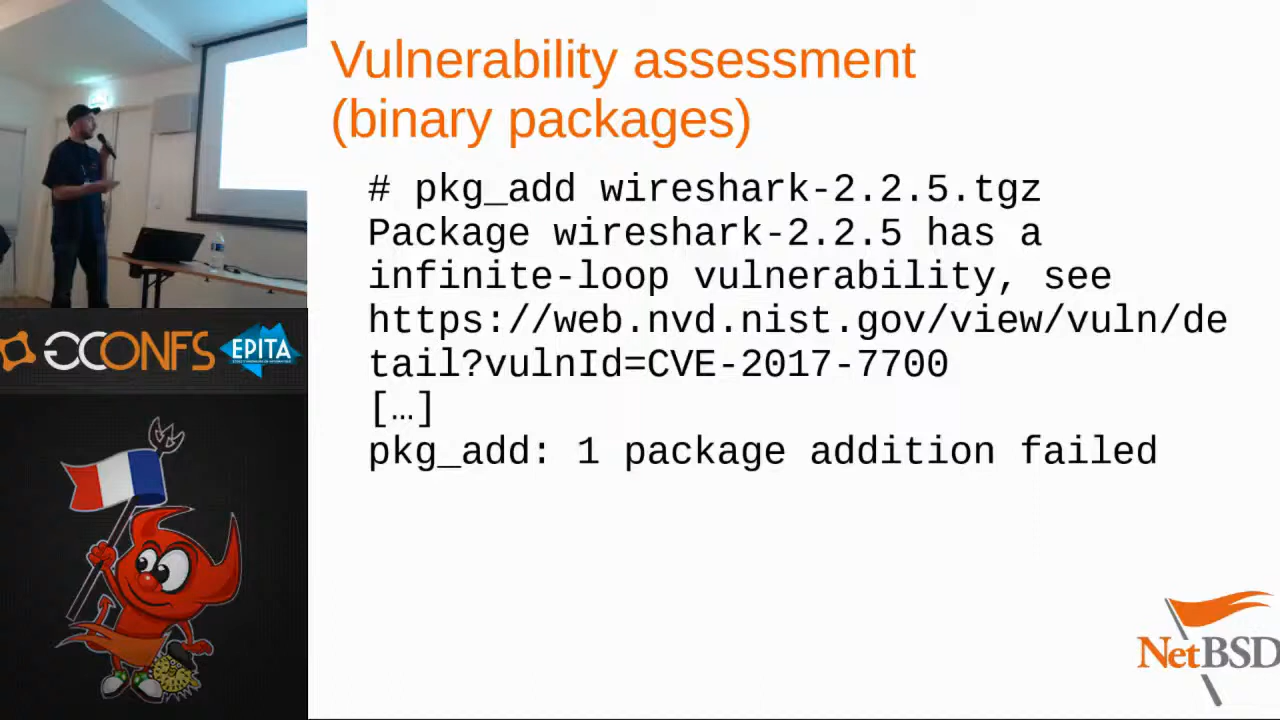 Vulnerability assessment
(binary packages)
# pkg_add wireshark-2.2.5.tgz
Package wireshark-2.2.5 has a
infinite-loop vulnerability, see
https://web.nvd.nist.gov/view/vuln/de
tail?vulnId=CVE-2017-7700
[…]
pkg_add: 1 package addition failed
GCONFS
EPITA
NetBSD